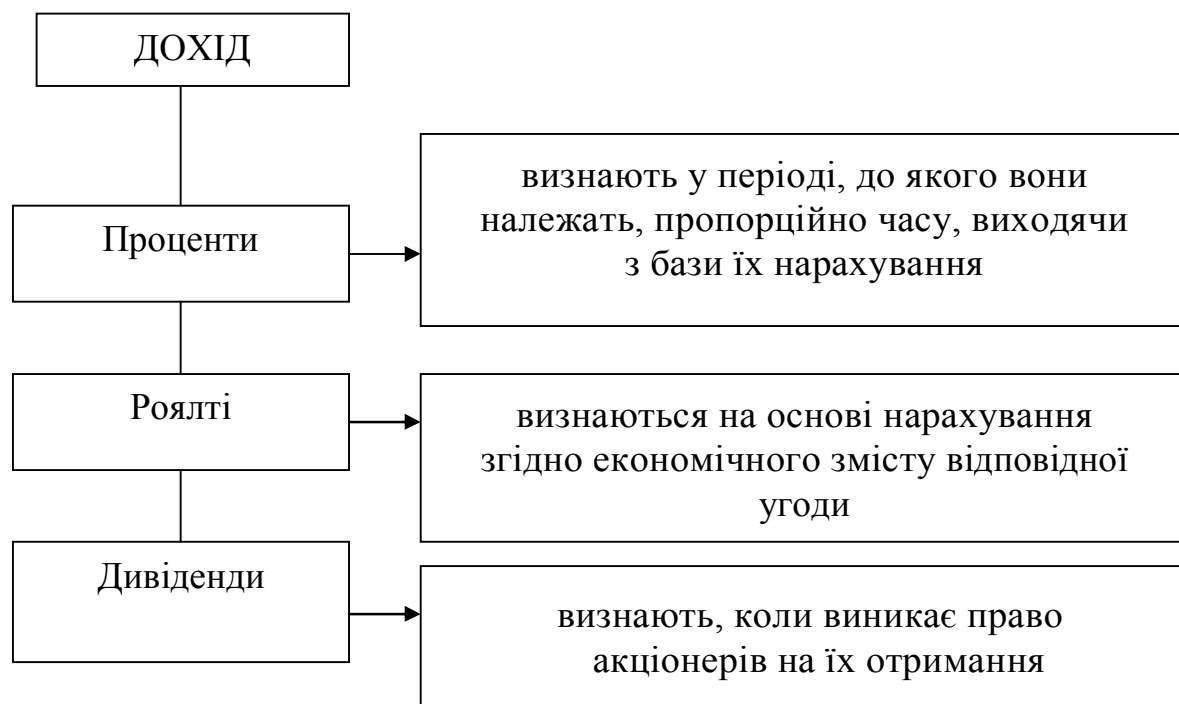 ДОХІД
Проценти
визнають у періоді, до якого вони
належать, пропорційно часу, виходячи
з бази їх нарахування
Роялті
визнаються на основі нарахування
згідно економічного змісту відповідної
угоди
Дивіденди
визнають, коли виникає право
акціонерів на їх отримання